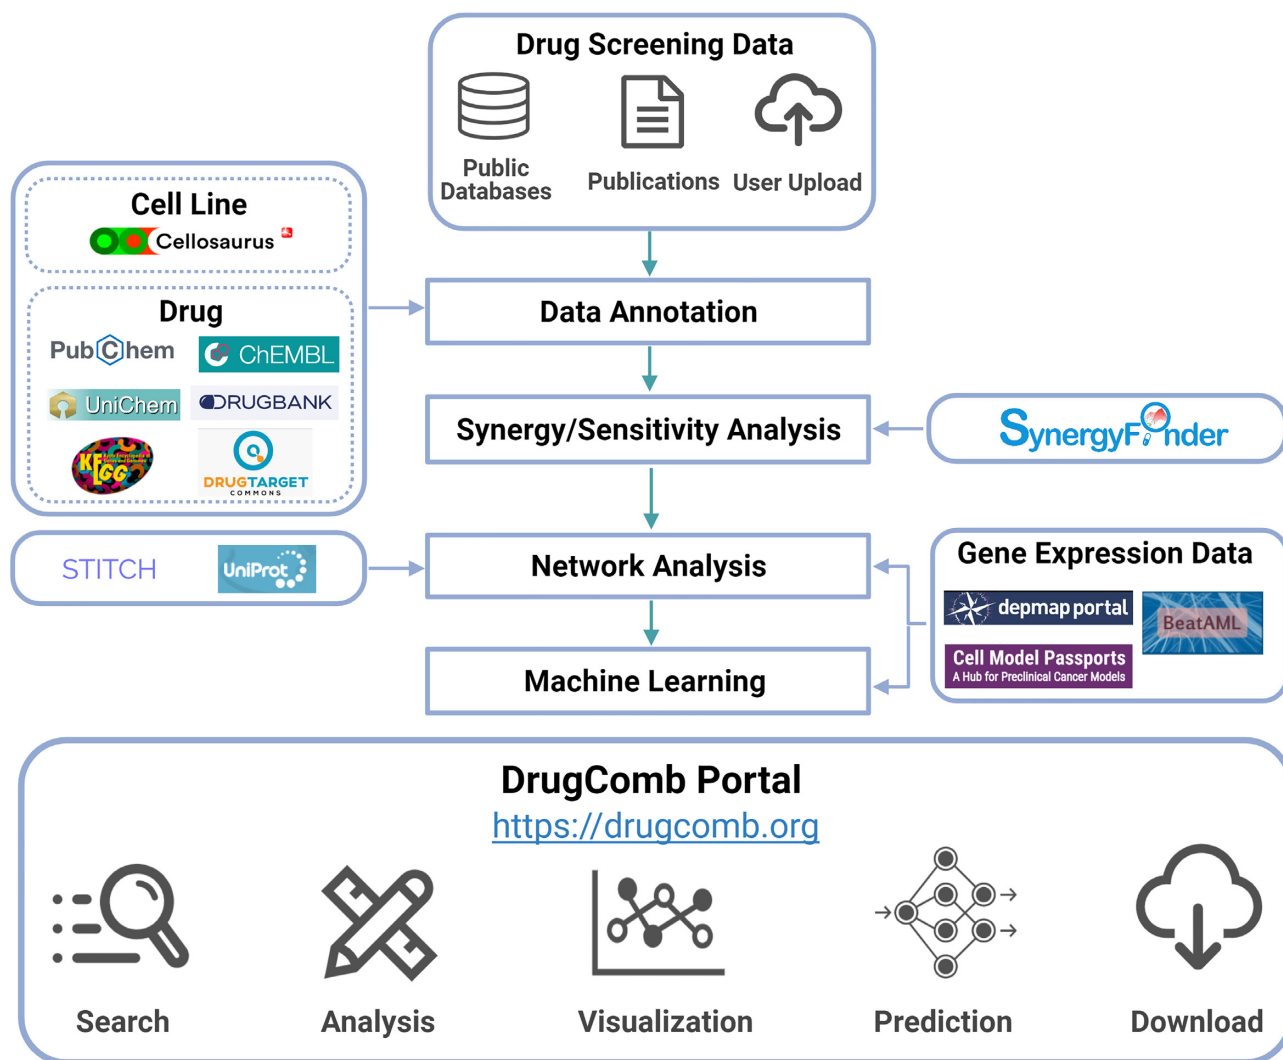 Drug Screening Data
Public
Databases
Publications
User Upload
Cell Line
Cellosaurus
Drug
PubChem
ChEMBL
UniChem
DRUGBANK
KEGG
DRUGTARGET
COMMONS
Data Annotation
Synergy/Sensitivity Analysis
SynergyFinder
STITCH
UniProt
Network Analysis
Gene Expression Data
depmap portal
BeatAML
Cell Model Passports
A Hub for Preclinical Cancer Models
Machine Learning
DrugComb Portal
https://drugcomb.org
Search
Analysis
Visualization
Prediction
Download